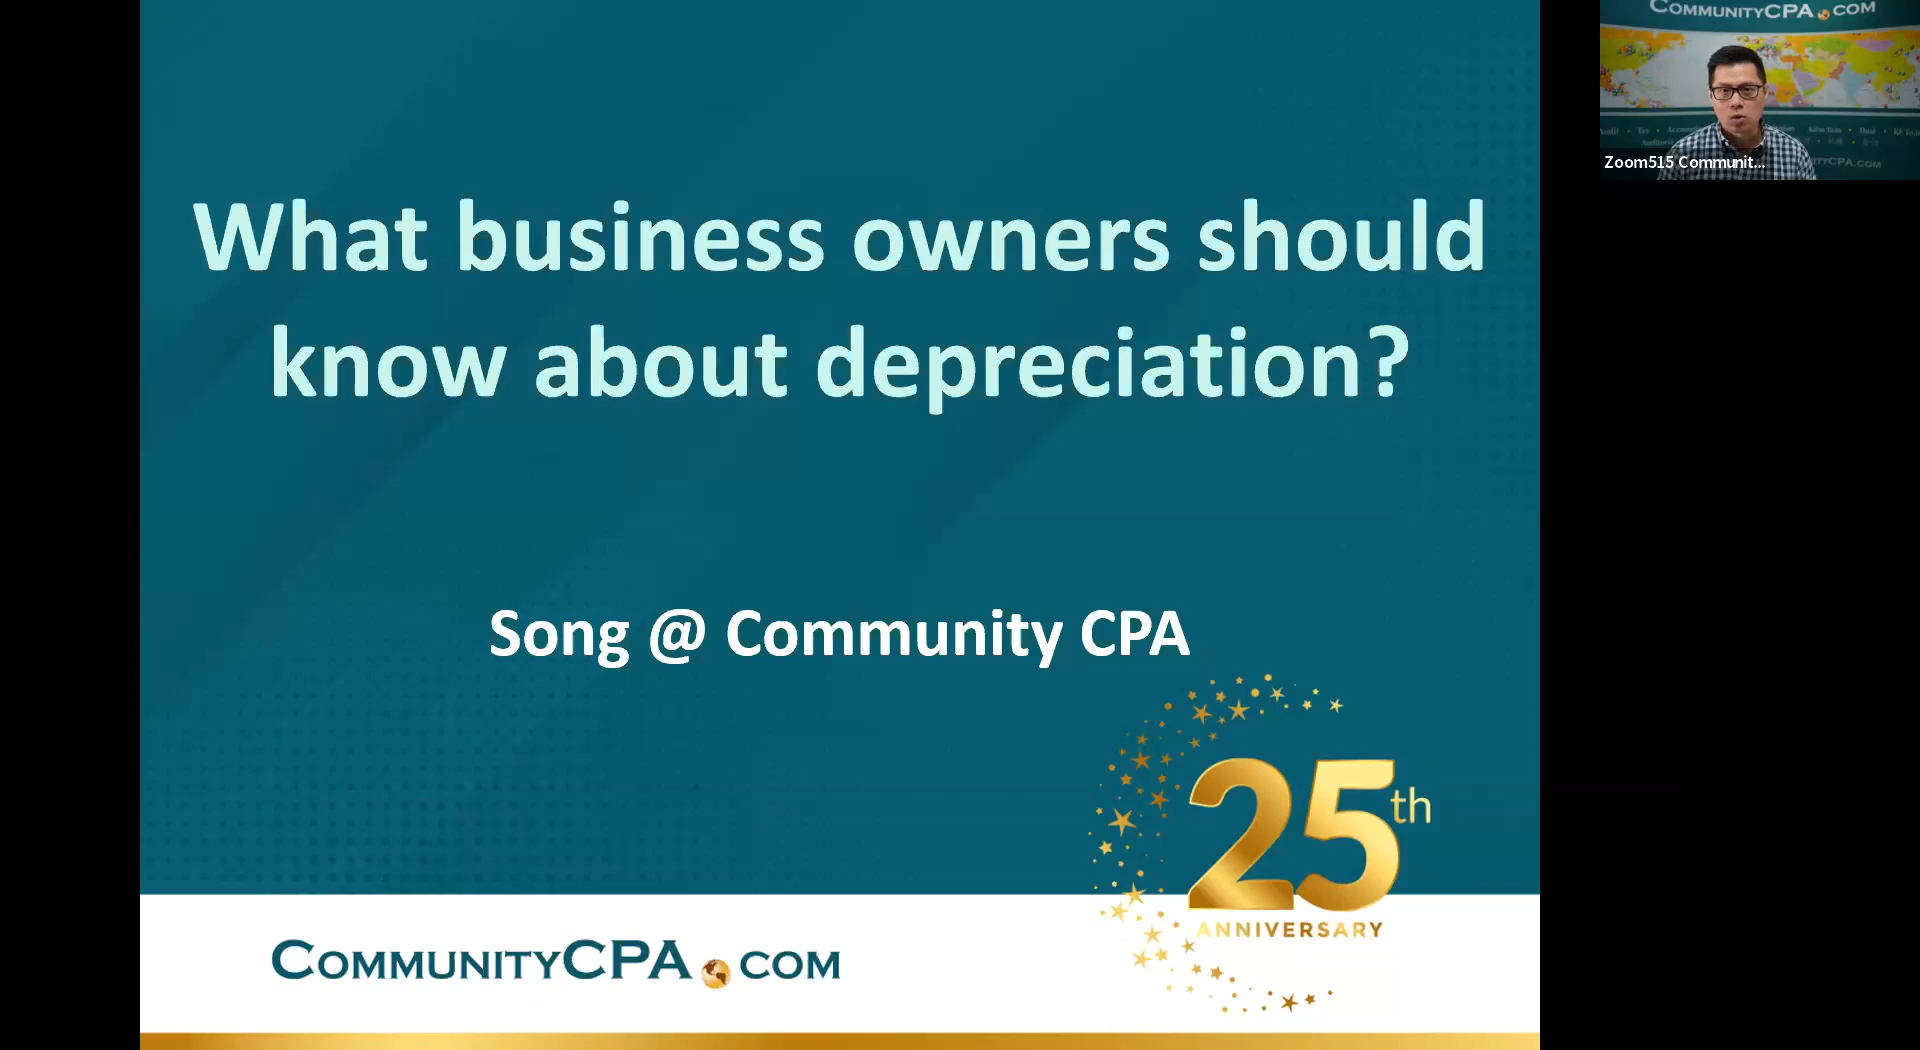 What business owners should
know about depreciation?
Song @ Community CPA
25th
ANNIVERSARY
COMMUNITYCPA.COM
COMMUNITYCPA.COM
Zoom515 Communit...